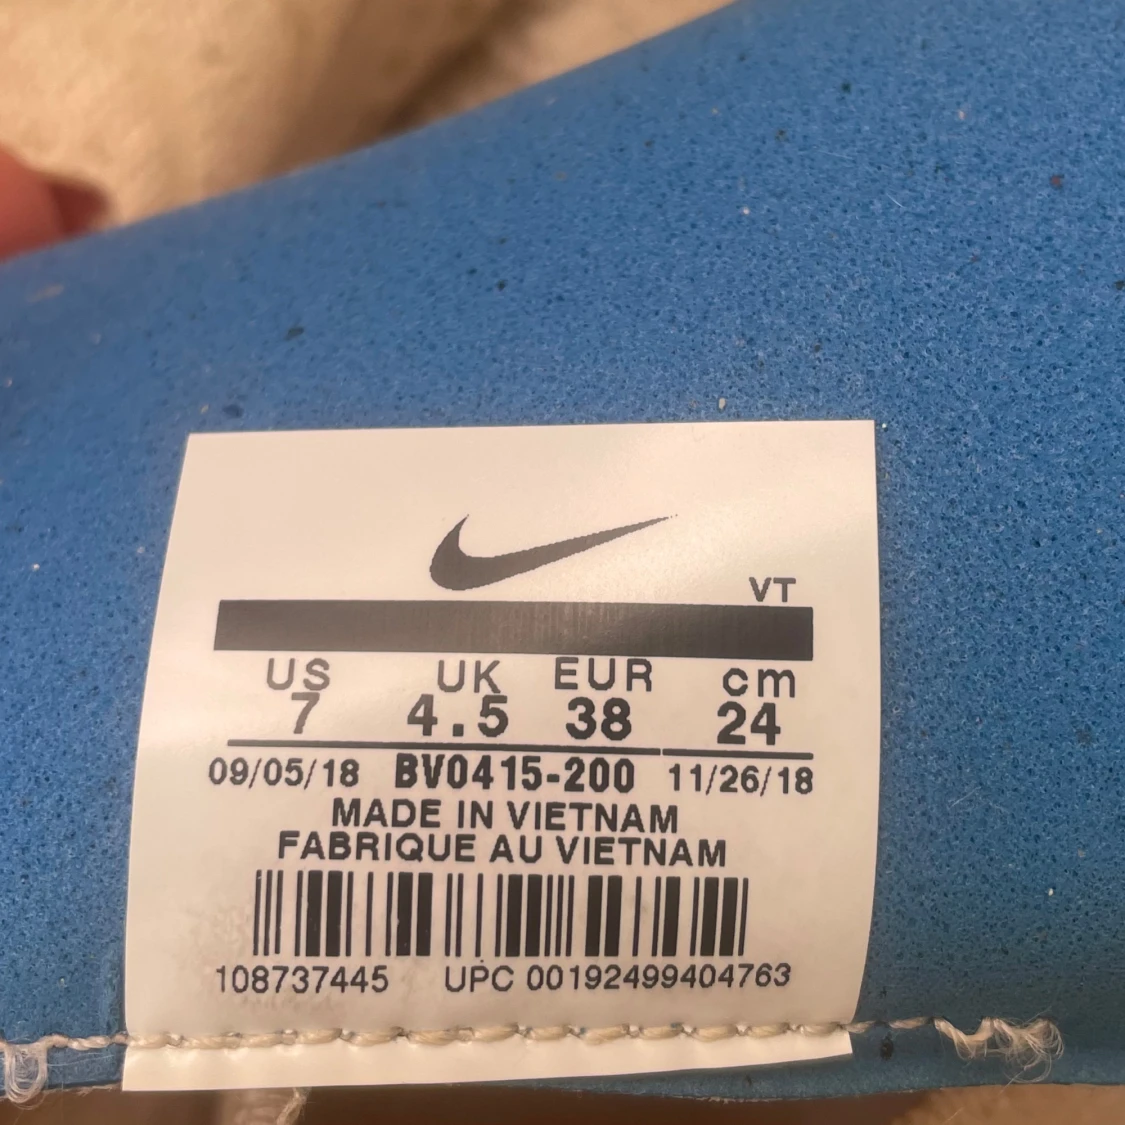 VT
US UK EUR cm
7 4.5 38 24
09/05/18 BV0415-200 11/26/18
MADE IN VIETNAM
FABRIQUE AU VIETNAM
108737445 UPC 00192499404763